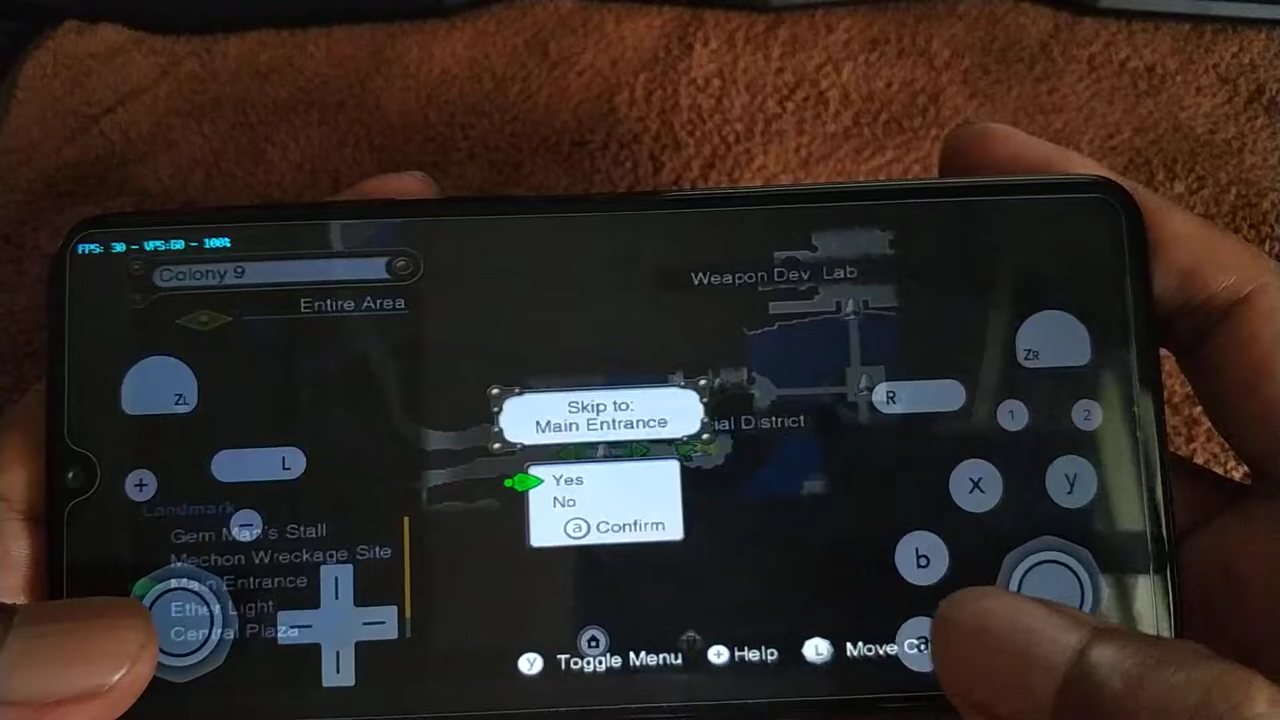 FPS: 30 - VPS:60 - 100%
Colony 9
Entire Area
Weapon Dev. Lab
ZL
ZR
R
1
2
Skip to:
Main Entrance
ial District
L
+
Yes
No
a Confirm
x
y
b
a
Landmark
Gem Man's Stall
Mechon Wreckage Site
Main Entrance
Ether Light
Central Plaza
Y Toggle Menu
+ Help
L Move